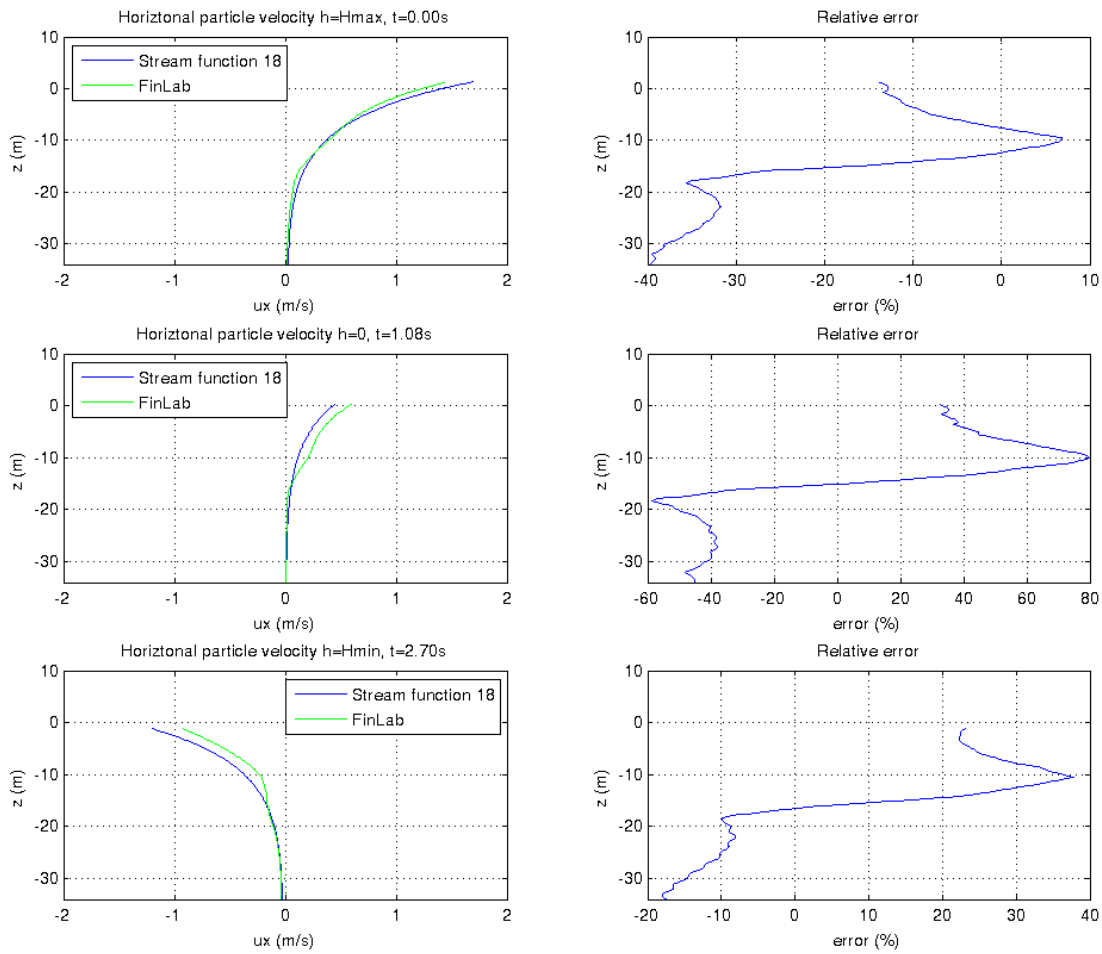 Horiztonal particle velocity h=Hmax, t=0.00s
10
0
-10
-20
-30
z (m)
Stream function 18
FinLab
-2
-1
0
1
2
ux (m/s)
Relative error
10
0
-10
-20
-30
z (m)
-40
-30
-20
-10
0
10
error (%)
Horiztonal particle velocity h=0, t=1.08s
10
0
-10
-20
-30
z (m)
Stream function 18
FinLab
-2
-1
0
1
2
ux (m/s)
Relative error
10
0
-10
-20
-30
z (m)
-60
-40
-20
0
20
40
60
80
error (%)
Horiztonal particle velocity h=Hmin, t=2.70s
10
0
-10
-20
-30
z (m)
Stream function 18
FinLab
-2
-1
0
1
2
ux (m/s)
Relative error
10
0
-10
-20
-30
z (m)
-20
-10
0
10
20
30
40
error (%)